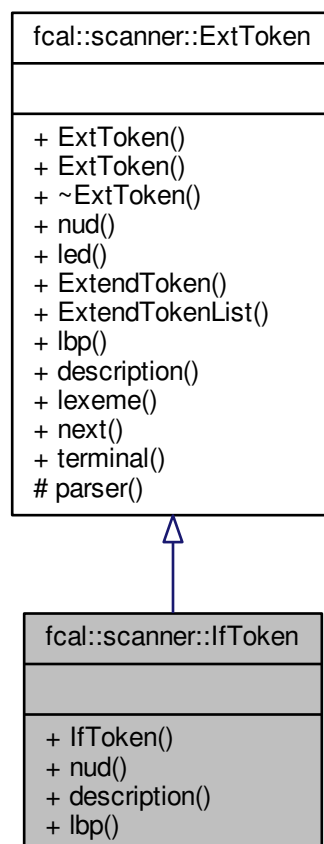 fcal::scanner::ExtToken
+ ExtToken()
+ ExtToken()
+ ~ExtToken()
+ nud()
+ led()
+ ExtendToken()
+ ExtendTokenList()
+ lbp()
+ description()
+ lexeme()
+ next()
+ terminal()
# parser()
fcal::scanner::IfToken
+ IfToken()
+ nud()
+ description()
+ lbp()